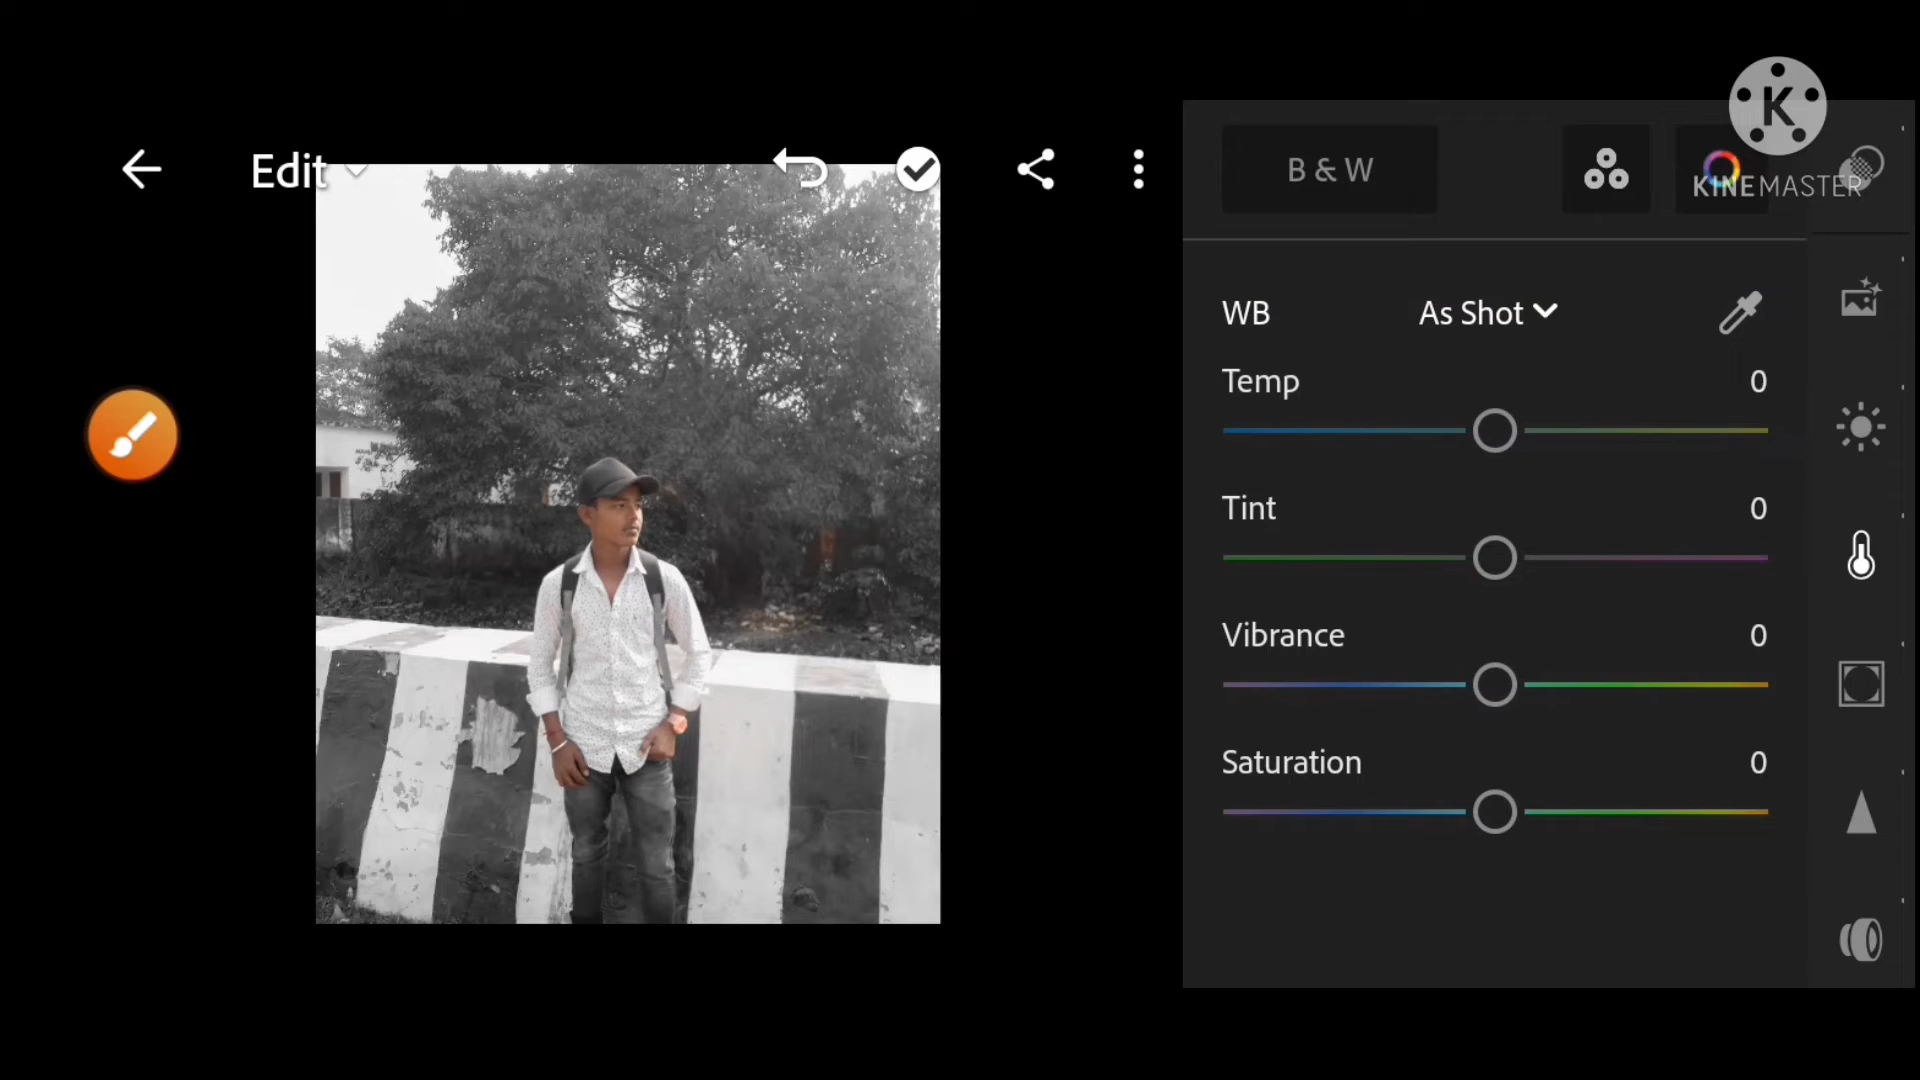 Edit
B & W
K
KINEMASTER
WB
As Shot
Temp
0
Tint
0
Vibrance
0
Saturation
0